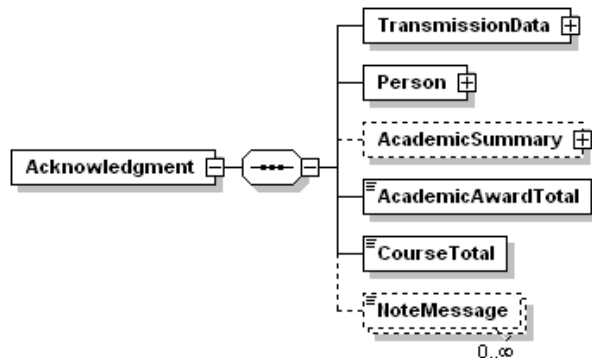 TransmissionData
Person
AcademicSummary
Acknowledgment
AcademicAwardTotal
CourseTotal
NoteMessage
0..∞